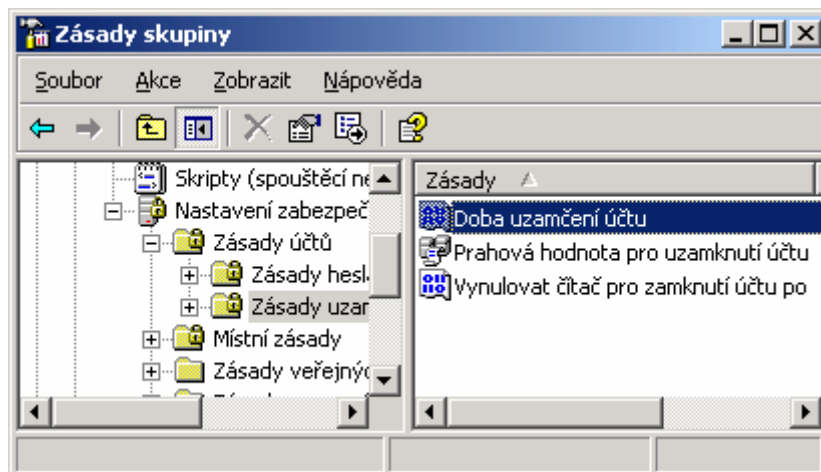 Zásady skupiny
Soubor Akce Zobrazit Nápověda
Skripty (spouštěcí ne
Nastavení zabezpeč
Zásady účtů
Zásady hesl
Zásady uzar
Místní zásady
Zásady veřejnýc
Zásady
Doba uzamčení účtu
Prahová hodnota pro uzamknutí účtu
Vynulovat čítač pro zamknutí účtu po